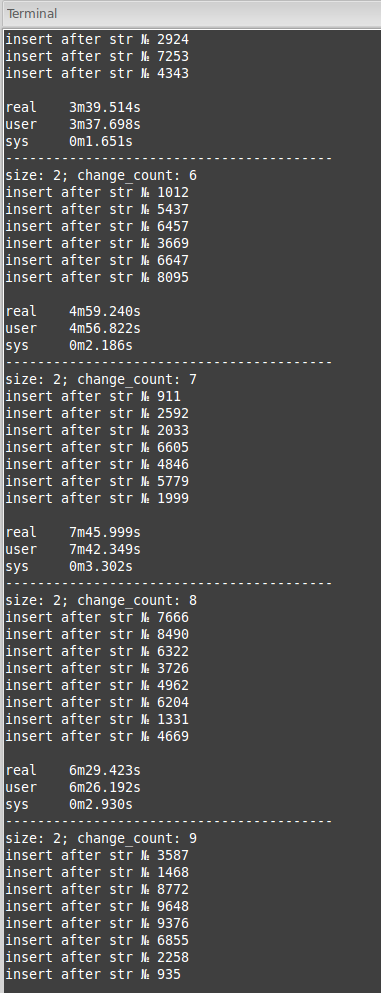 Terminal
insert after str № 2924
insert after str № 7253
insert after str № 4343
real 3m39.514s
user 3m37.698s
sys 0m1.651s
-----------------------------------------
size: 2; change_count: 6
insert after str № 1012
insert after str № 5437
insert after str № 6457
insert after str № 3669
insert after str № 6647
insert after str № 8095
real 4m59.240s
user 4m56.822s
sys 0m2.186s
-----------------------------------------
size: 2; change_count: 7
insert after str № 911
insert after str № 2592
insert after str № 2033
insert after str № 6605
insert after str № 4846
insert after str № 5779
insert after str № 1999
real 7m45.999s
user 7m42.349s
sys 0m3.302s
-----------------------------------------
size: 2; change_count: 8
insert after str № 7666
insert after str № 8490
insert after str № 6322
insert after str № 3726
insert after str № 4962
insert after str № 6204
insert after str № 1331
insert after str № 4669
real 6m29.423s
user 6m26.192s
sys 0m2.930s
-----------------------------------------
size: 2; change_count: 9
insert after str № 3587
insert after str № 1468
insert after str № 8772
insert after str № 9648
insert after str № 9376
insert after str № 6855
insert after str № 2258
insert after str № 935